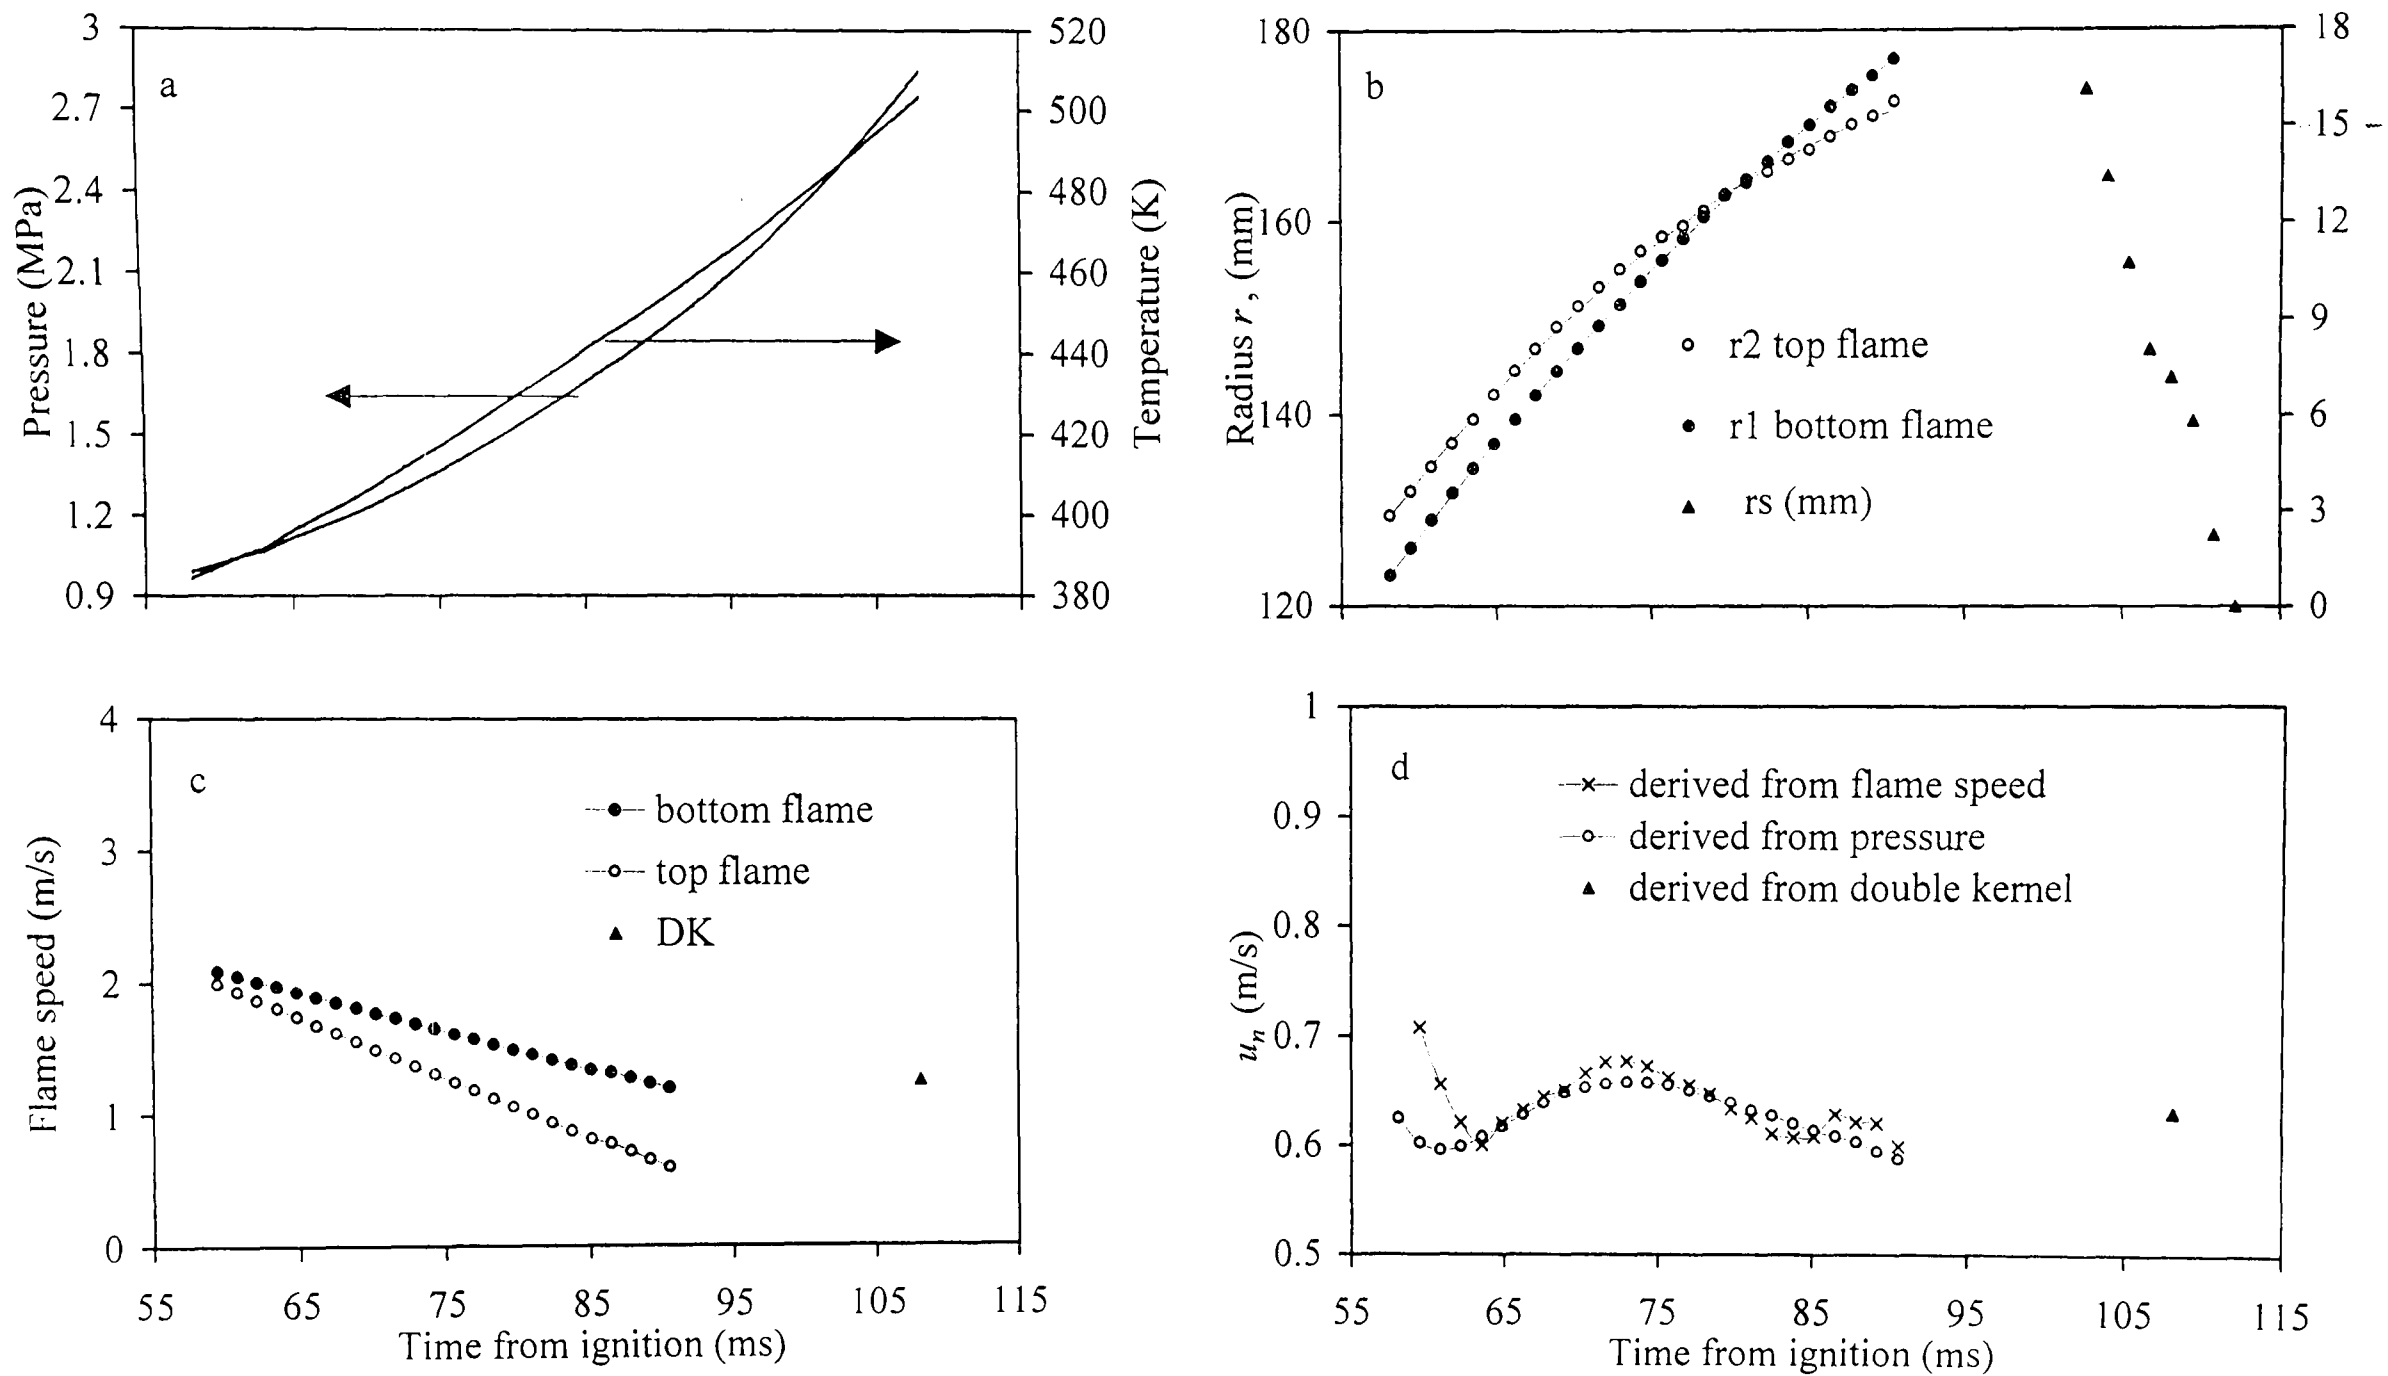 a
3
2.7
2.4
2.1
1.8
1.5
1.2
0.9
Pressure (MPa)
520
500
480
460
440
420
400
380
Temperature (K)
b
180
160
140
120
Radius r, (mm)
r2 top flame
r1 bottom flame
rs (mm)
18
15
12
9
6
3
0
c
4
3
2
1
0
Flame speed (m/s)
bottom flame
top flame
DK
55 65 75 85 95 105 115
Time from ignition (ms)
d
1
0.9
0.8
0.7
0.6
0.5
un (m/s)
derived from flame speed
derived from pressure
derived from double kernel
55 65 75 85 95 105 115
Time from ignition (ms)